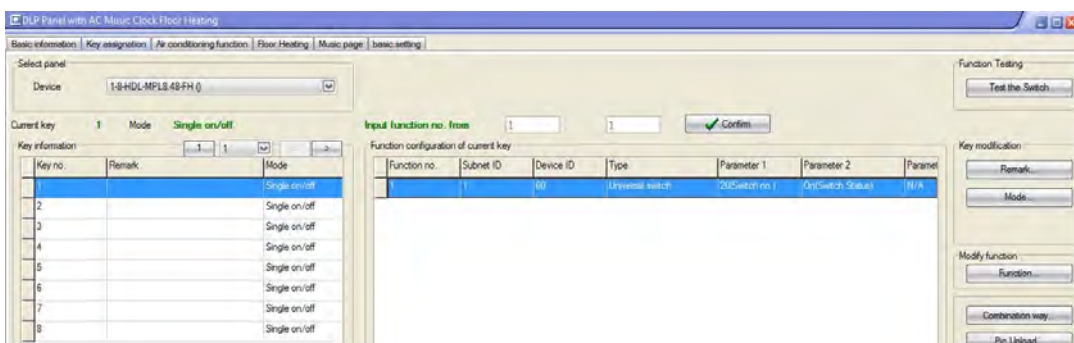 DLP Panel with AC Music Clock Floor Heating
Basic information Key assignation Air conditioning function Floor Heating Music page basic setting
Select panel
Device 1-8-HDL-MPL8.48-FH ()
Function Testing
Test the Switch
Current key 1 Mode Single on/off
Input function no. from 1 1 Confirm
Key information 1 1 >
Function configuration of current key
Key modification
Key no. Remark Mode
Function no. Subnet ID Device ID Type Parameter 1 Parameter 2 Paramet
Remark...
1 Single on/off
1 1 60 Universal switch 20(Switch no.) On(Switch Status) N/A
2 Single on/off
Mode...
3 Single on/off
4 Single on/off
5 Single on/off
Modify function
Function...
6 Single on/off
7 Single on/off
Combination way...
8 Single on/off